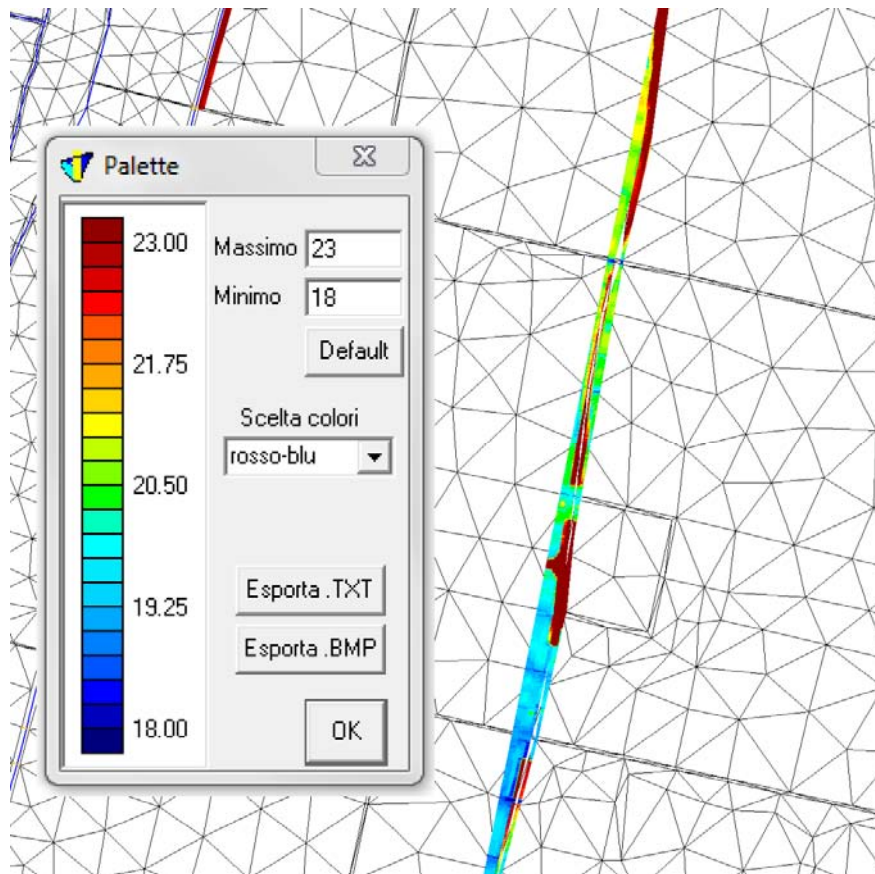 Palette
23.00
Massimo 23
Minimo 18
Default
21.75
Scelta colori
rosso-blu
20.50
Esporta .TXT
19.25
Esporta .BMP
18.00
OK